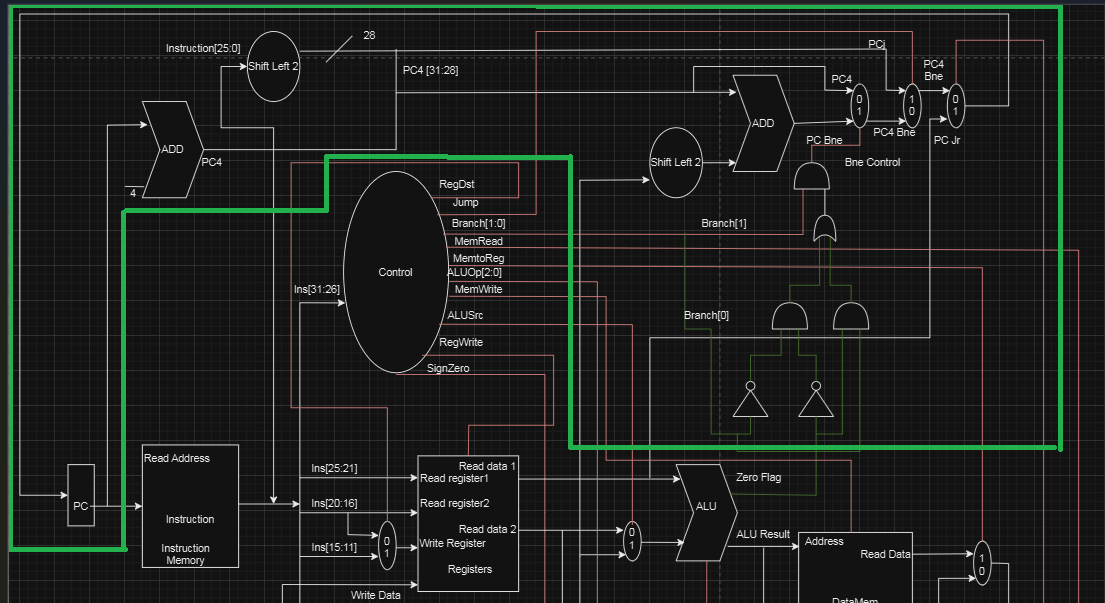 Instruction[25:0]
28
Shift Left 2
PCj
PC4 [31:28]
PC4
Bne
PC4
0
1
1
0
0
1
ADD
ADD
PC4 Bne
PC4
PC Bne
PC Jr
Shift Left 2
Bne Control
4
RegDst
Jump
Branch[1:0]
Branch[1]
MemRead
MemtoReg
Control
ALUOp[2:0]
Ins[31:26]
MemWrite
ALUSrc
Branch[0]
RegWrite
SignZero
Read Address
Ins[25:21]
Read data 1
Read register1
Zero Flag
PC
Ins[20:16]
Read register2
ALU
Instruction
Read data 2
0
1
ALU Result
Address
0
1
Ins[15:11]
Write Register
Instruction
Memory
Read Data
1
0
Registers
Write Data
DataMem